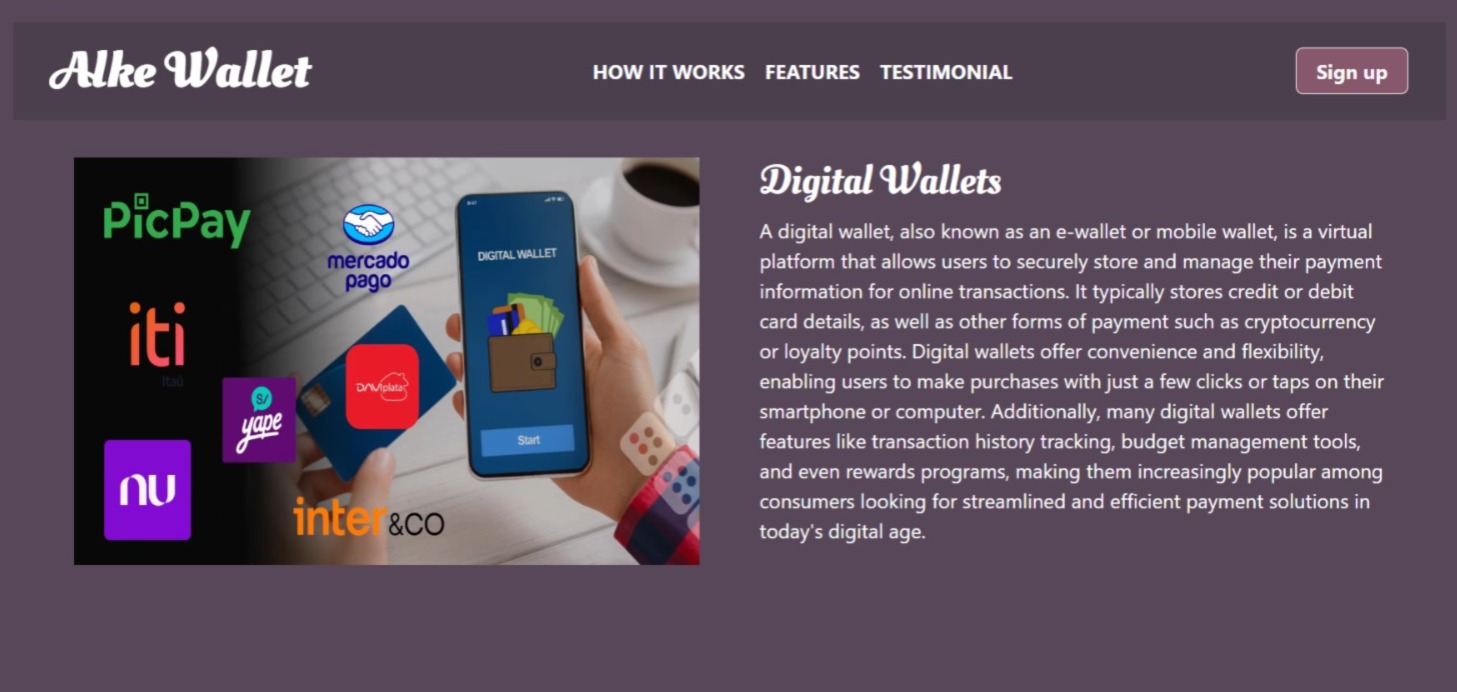 Alke Wallet
HOW IT WORKS FEATURES TESTIMONIAL
Sign up
PicPay
mercado
pago
iti
Itaú
S/
yape
DAVIplata
nu
inter&CO
DIGITAL WALLET
Start
Digital Wallets
A digital wallet, also known as an e-wallet or mobile wallet, is a virtual
platform that allows users to securely store and manage their payment
information for online transactions. It typically stores credit or debit
card details, as well as other forms of payment such as cryptocurrency
or loyalty points. Digital wallets offer convenience and flexibility,
enabling users to make purchases with just a few clicks or taps on their
smartphone or computer. Additionally, many digital wallets offer
features like transaction history tracking, budget management tools,
and even rewards programs, making them increasingly popular among
consumers looking for streamlined and efficient payment solutions in
today's digital age.